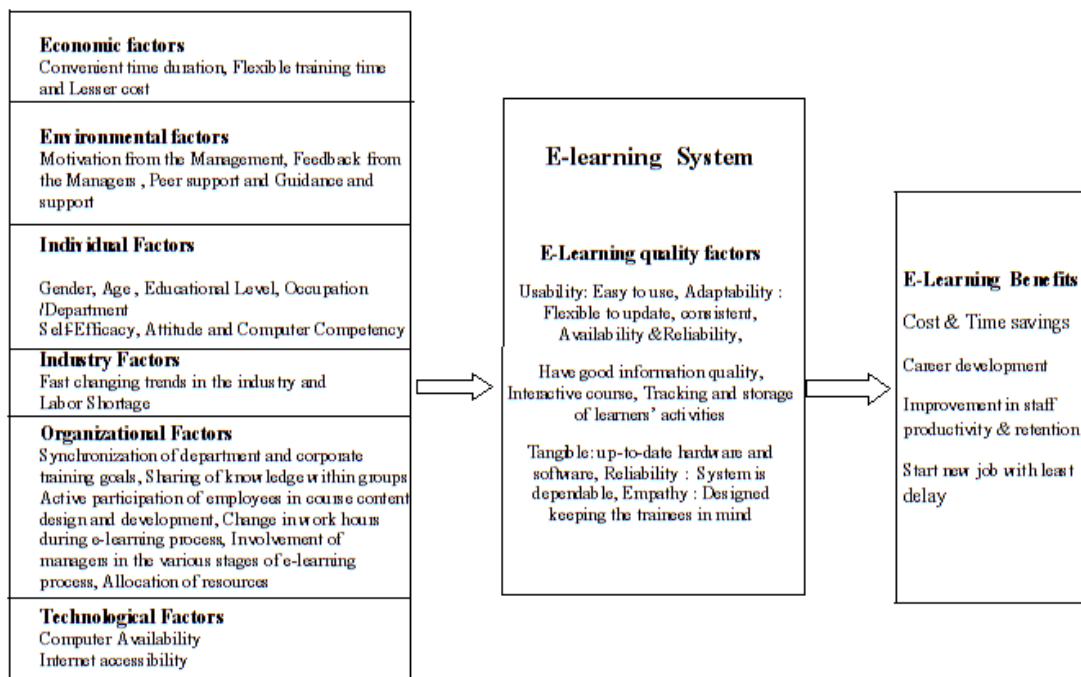 Economic factors
Convenient time duration, Flexible training time
and Lesser cost
Environmental factors
Motivation from the Management, Feedback from
the Managers , Peer support and Guidance and
support
Individual Factors
Gender, Age , Educational Level, Occupation
/Department
Self-Efficacy, Attitude and Computer Competency
Industry Factors
Fast changing trends in the industry and
Labor Shortage
Organizational Factors
Synchronization of department and corporate
training goals, Sharing of knowledge within groups
Active participation of employees in course content
design and development, Change in work hours
during e-learning process, Involvement of
managers in the various stages of e-learning
process, Allocation of resources
Technological Factors
Computer Availability
Internet accessibility
E-learning System
E-Learning quality factors
Usability: Easy to use, Adaptability :
Flexible to update, consistent,
Availability &Reliability,
Have good information quality,
Interactive course, Tracking and storage
of learners' activities
Tangible: up-to-date hardware and
software, Reliability : System is
dependable, Empathy : Designed
keeping the trainees in mind
E-Learning Benefits
Cost & Time savings
Career development
Improvement in staff
productivity & retention
Start new job with least
delay